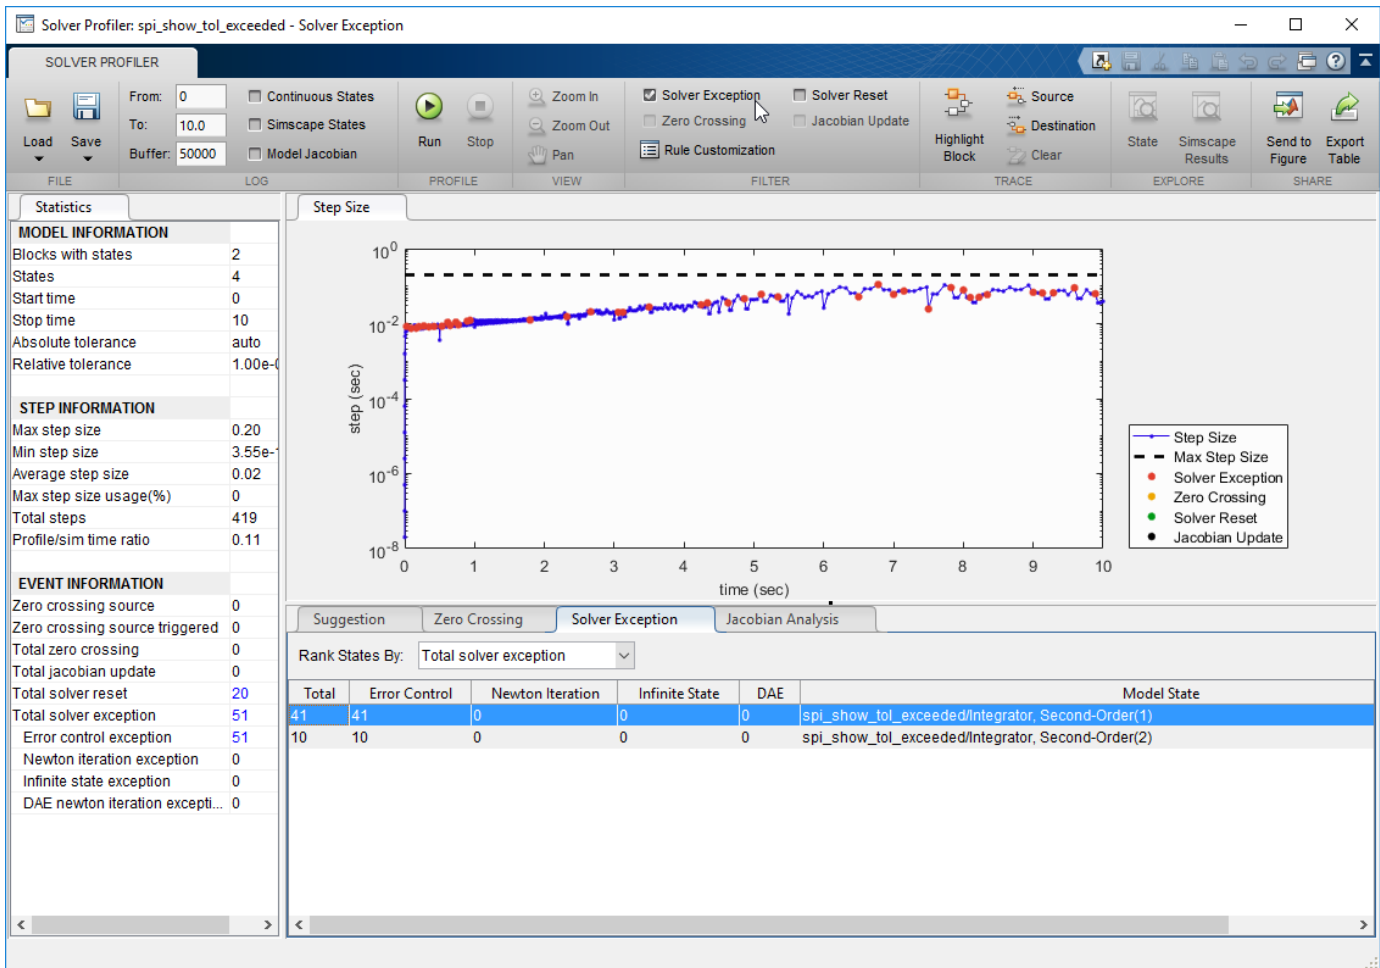 Solver Profiler: spi_show_tol_exceeded - Solver Exception
SOLVER PROFILER
Load
Save
From: 0
To: 10.0
Buffer: 50000
Continuous States
Simscape States
Model Jacobian
Run
Stop
Zoom In
Zoom Out
Pan
Solver Exception
Solver Reset
Zero Crossing
Jacobian Update
Rule Customization
Highlight
Block
Source
Destination
Clear
State
Simscape
Results
Send to
Figure
Export
Table
FILE
LOG
PROFILE
VIEW
FILTER
TRACE
EXPLORE
SHARE
Statistics
MODEL INFORMATION
Blocks with states 2
States 4
Start time 0
Stop time 10
Absolute tolerance auto
Relative tolerance 1.00e-0
STEP INFORMATION
Max step size 0.20
Min step size 3.55e-1
Average step size 0.02
Max step size usage(%) 0
Total steps 419
Profile/sim time ratio 0.11
EVENT INFORMATION
Zero crossing source 0
Zero crossing source triggered 0
Total zero crossing 0
Total jacobian update 0
Total solver reset 20
Total solver exception 51
Error control exception 51
Newton iteration exception 0
Infinite state exception 0
DAE newton iteration excepti... 0
Step Size
10^0
10^-2
10^-4
10^-6
10^-8
step (sec)
0 1 2 3 4 5 6 7 8 9 10
time (sec)
Step Size
Max Step Size
Solver Exception
Zero Crossing
Solver Reset
Jacobian Update
Suggestion
Zero Crossing
Solver Exception
Jacobian Analysis
Rank States By: Total solver exception
Total Error Control Newton Iteration Infinite State DAE Model State
41 41 0 0 0 spi_show_tol_exceeded/Integrator, Second-Order(1)
10 10 0 0 0 spi_show_tol_exceeded/Integrator, Second-Order(2)